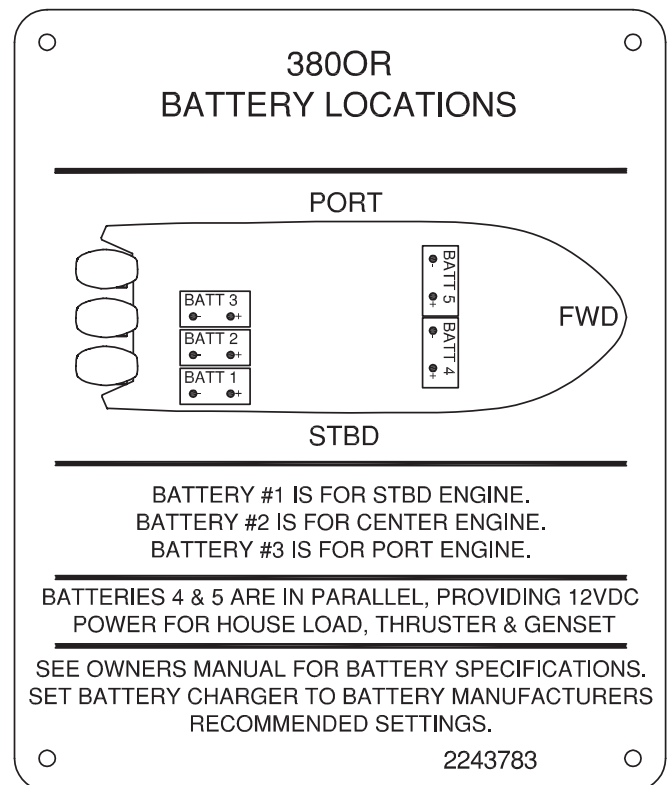 380OR
BATTERY LOCATIONS
PORT
BATT 3
- +
BATT 2
- +
BATT 1
- +
BATT 5
- +
BATT 4
- +
FWD
STBD
BATTERY #1 IS FOR STBD ENGINE.
BATTERY #2 IS FOR CENTER ENGINE.
BATTERY #3 IS FOR PORT ENGINE.
BATTERIES 4 & 5 ARE IN PARALLEL, PROVIDING 12VDC
POWER FOR HOUSE LOAD, THRUSTER & GENSET
SEE OWNERS MANUAL FOR BATTERY SPECIFICATIONS.
SET BATTERY CHARGER TO BATTERY MANUFACTURERS
RECOMMENDED SETTINGS.
2243783